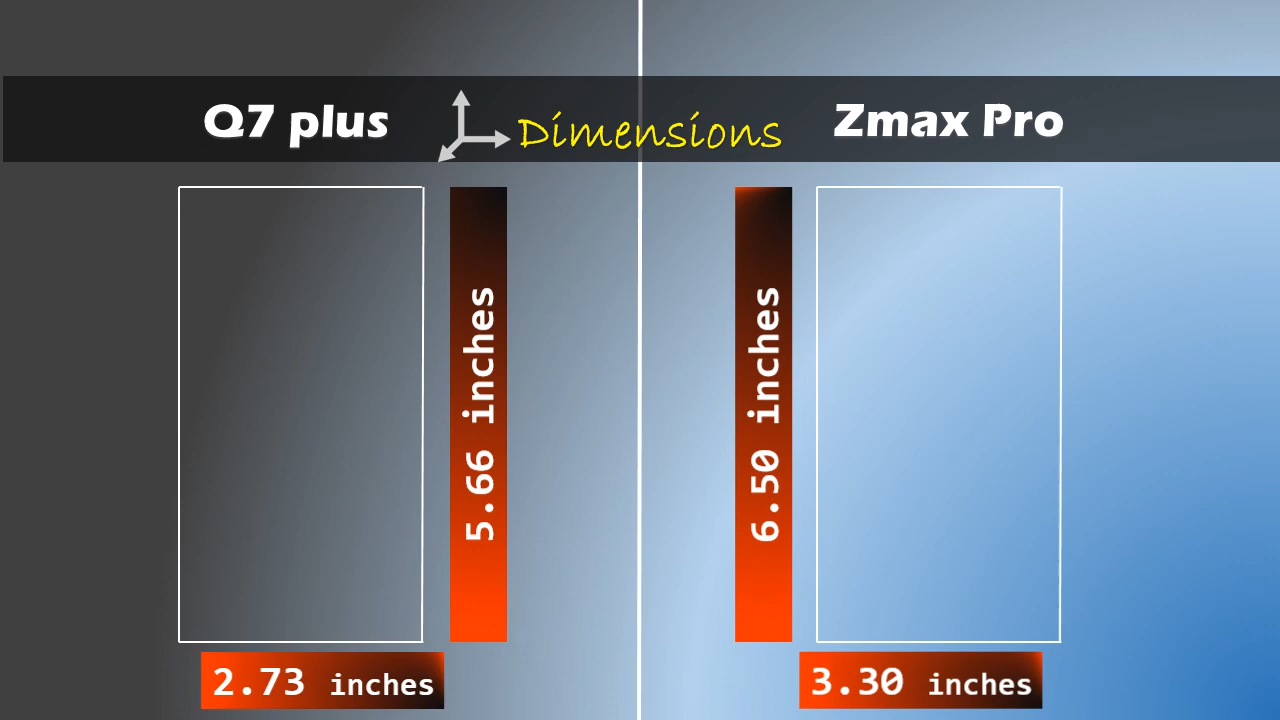 Q7 plus
Dimensions
Zmax Pro
5.66 inches
6.50 inches
2.73 inches
3.30 inches